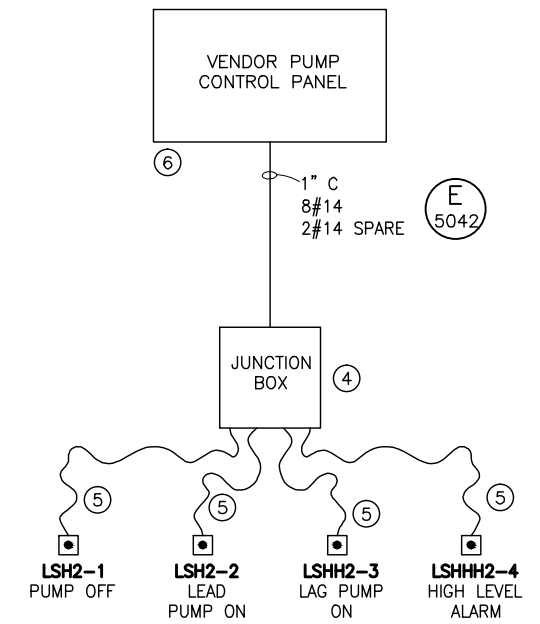 VENDOR PUMP
CONTROL PANEL
6
1" C
8#14
2#14 SPARE
E
5042
JUNCTION
BOX
4
5
5
5
5
LSH2-1
PUMP OFF
LSH2-2
LEAD
PUMP ON
LSHH2-3
LAG PUMP
ON
LSHHH2-4
HIGH LEVEL
ALARM